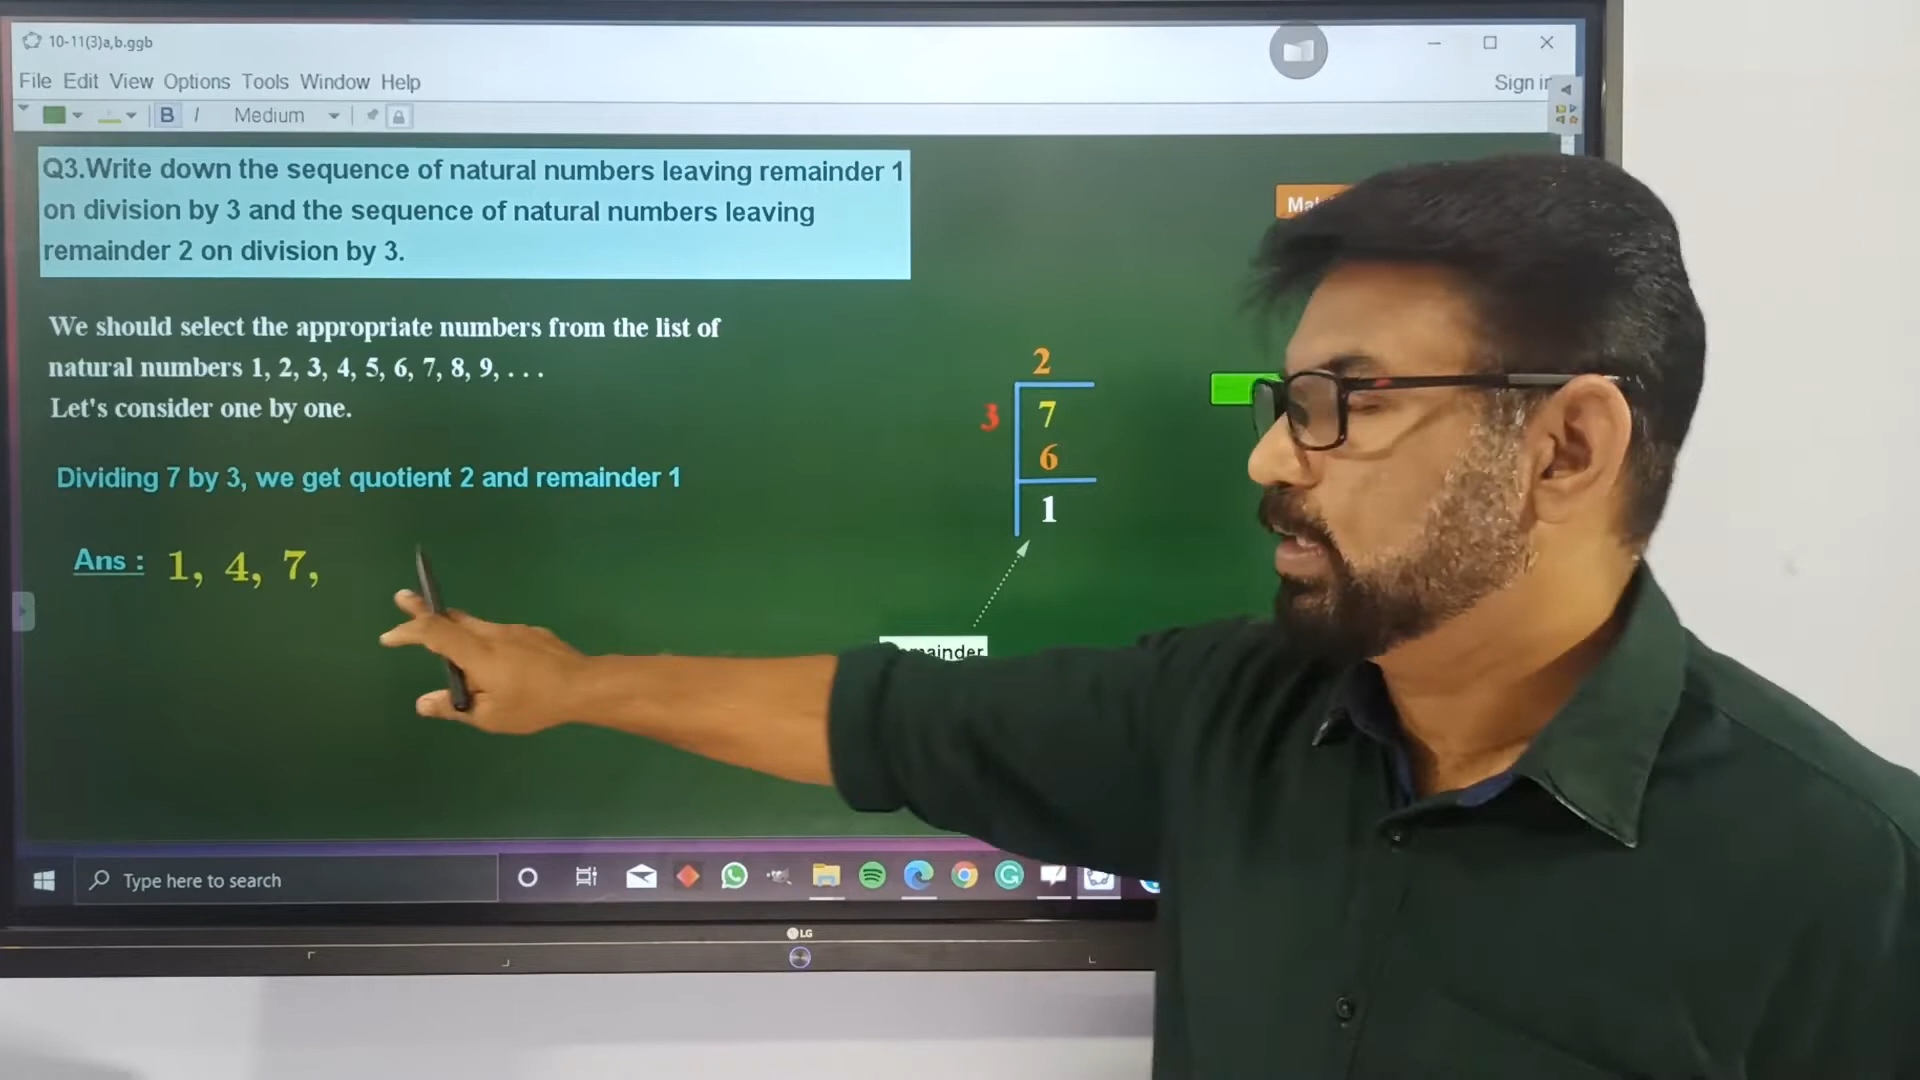 10-11(3)a,b.ggb
File Edit View Options Tools Window Help
B I Medium
Q3.Write down the sequence of natural numbers leaving remainder 1
on division by 3 and the sequence of natural numbers leaving
remainder 2 on division by 3.
We should select the appropriate numbers from the list of
natural numbers 1, 2, 3, 4, 5, 6, 7, 8, 9, . . .
Let's consider one by one.
Dividing 7 by 3, we get quotient 2 and remainder 1
Ans : 1, 4, 7,
2
3 7
6
1
Type here to search
LG